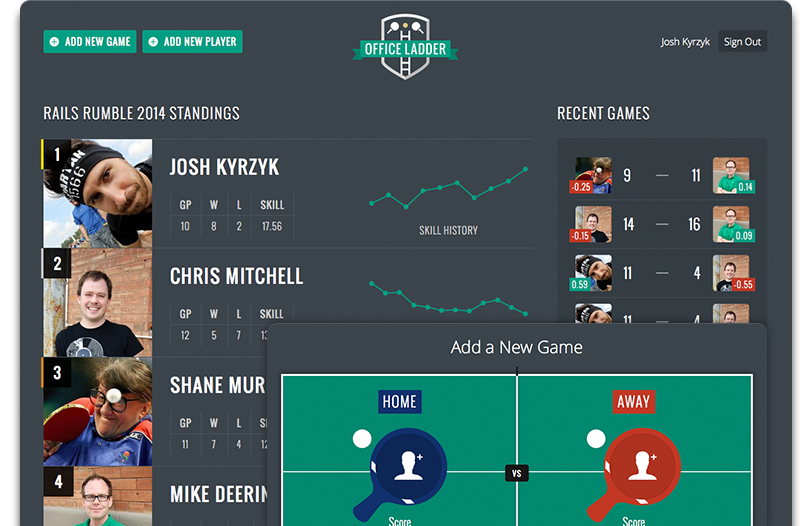 ADD NEW GAME
ADD NEW PLAYER
OFFICE LADDER
Josh Kyrzyk
Sign Out
RAILS RUMBLE 2014 STANDINGS
1
JOSH KYRZYK
GP W L SKILL
10 8 2 17.56
SKILL HISTORY
2
CHRIS MITCHELL
GP W L SKILL
12 5 7
3
SHANE MUR
GP W L SK
11 7 4
4
MIKE DEERIN
RECENT GAMES
-0.25 9 — 11 0.14
-0.15 14 — 16 0.09
0.59 11 — 4 -0.55
11 — 4
Add a New Game
HOME
AWAY
VS
Score
Score